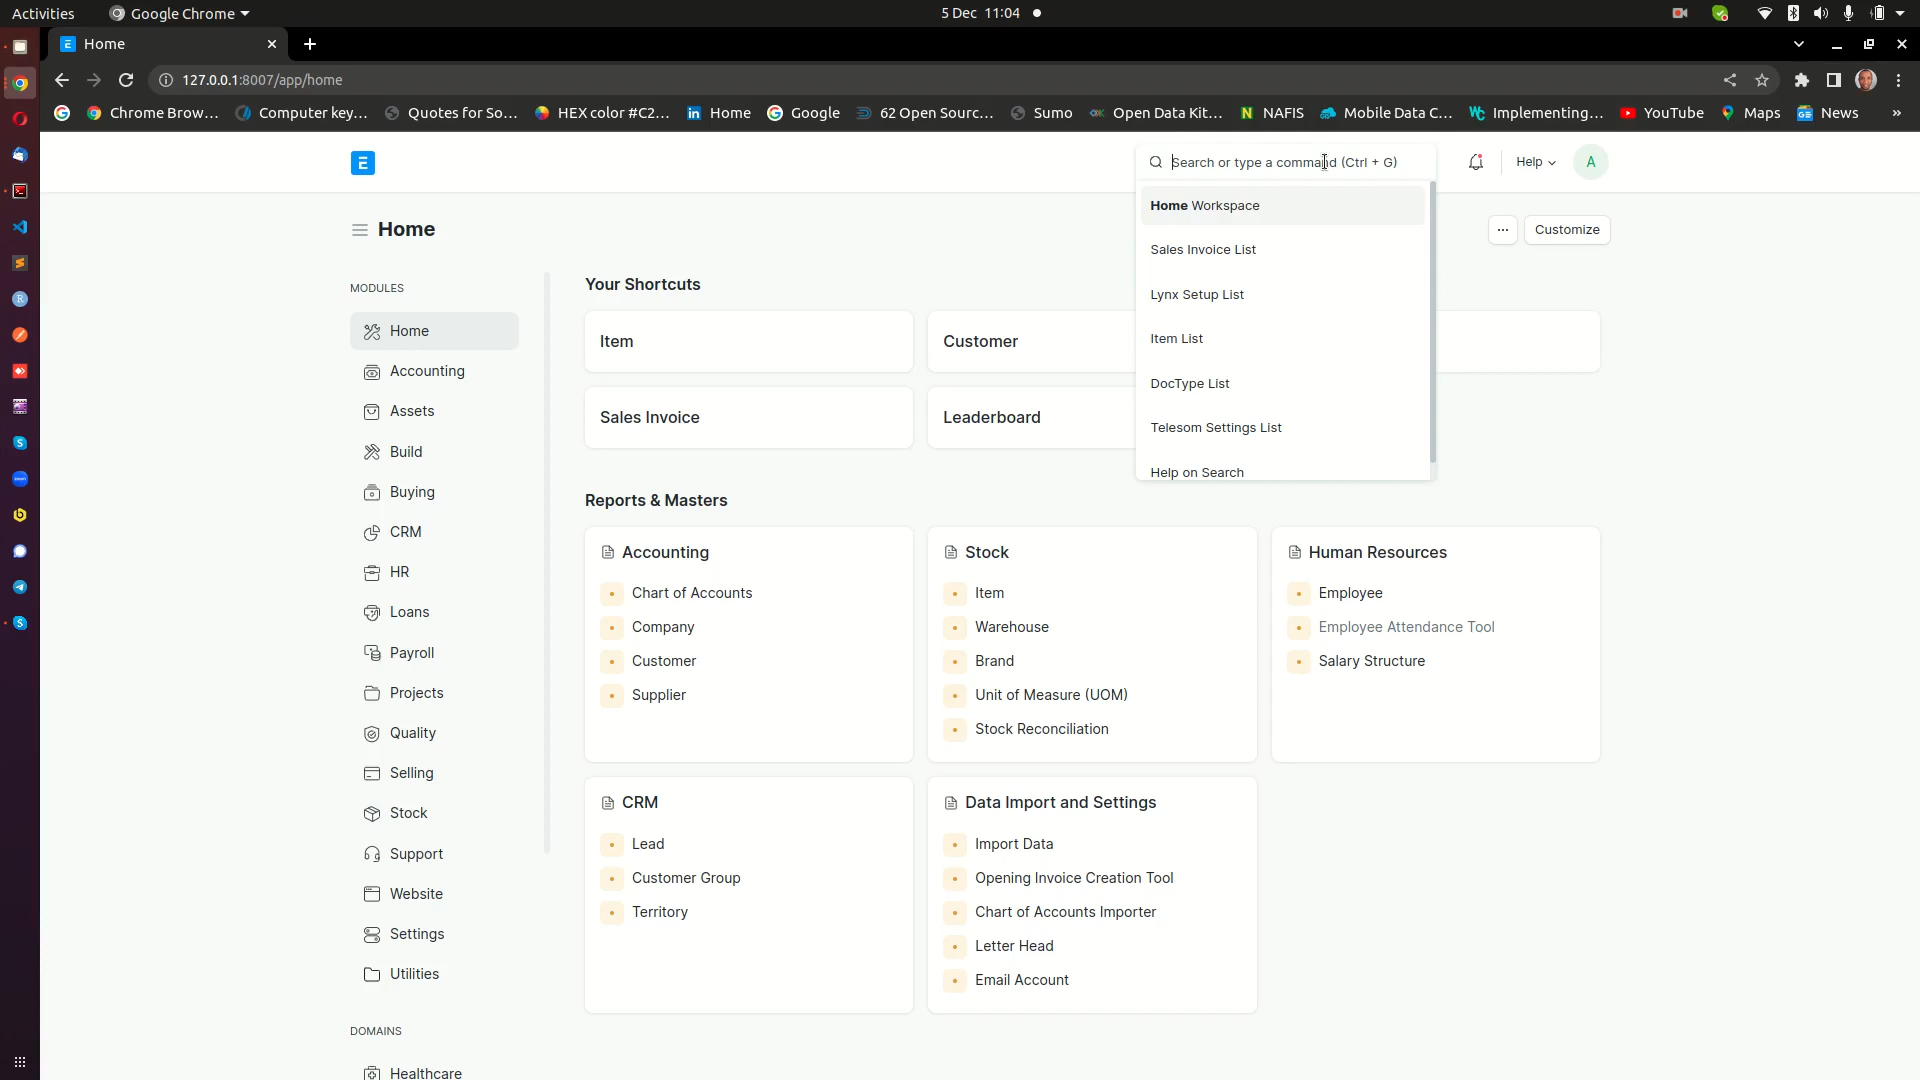 Activities Google Chrome 5 Dec 11:04
Home
127.0.0.1:8007/app/home
Chrome Brow... Computer key... Quotes for So... HEX color #C2... Home Google 62 Open Sourc... Sumo Open Data Kit... NAFIS Mobile Data C... Implementing... YouTube Maps News »
E Search or type a command (Ctrl + G) Help A
Home Workspace
Sales Invoice List
Lynx Setup List
Item List
DocType List
Telesom Settings List
Help on Search
Home ... Customize
MODULES
Home
Accounting
Assets
Build
Buying
CRM
HR
Loans
Payroll
Projects
Quality
Selling
Stock
Support
Website
Settings
Utilities
DOMAINS
Healthcare
Your Shortcuts
Item Customer
Sales Invoice Leaderboard
Reports & Masters
Accounting
Chart of Accounts
Company
Customer
Supplier
Stock
Item
Warehouse
Brand
Unit of Measure (UOM)
Stock Reconciliation
Human Resources
Employee
Employee Attendance Tool
Salary Structure
CRM
Lead
Customer Group
Territory
Data Import and Settings
Import Data
Opening Invoice Creation Tool
Chart of Accounts Importer
Letter Head
Email Account